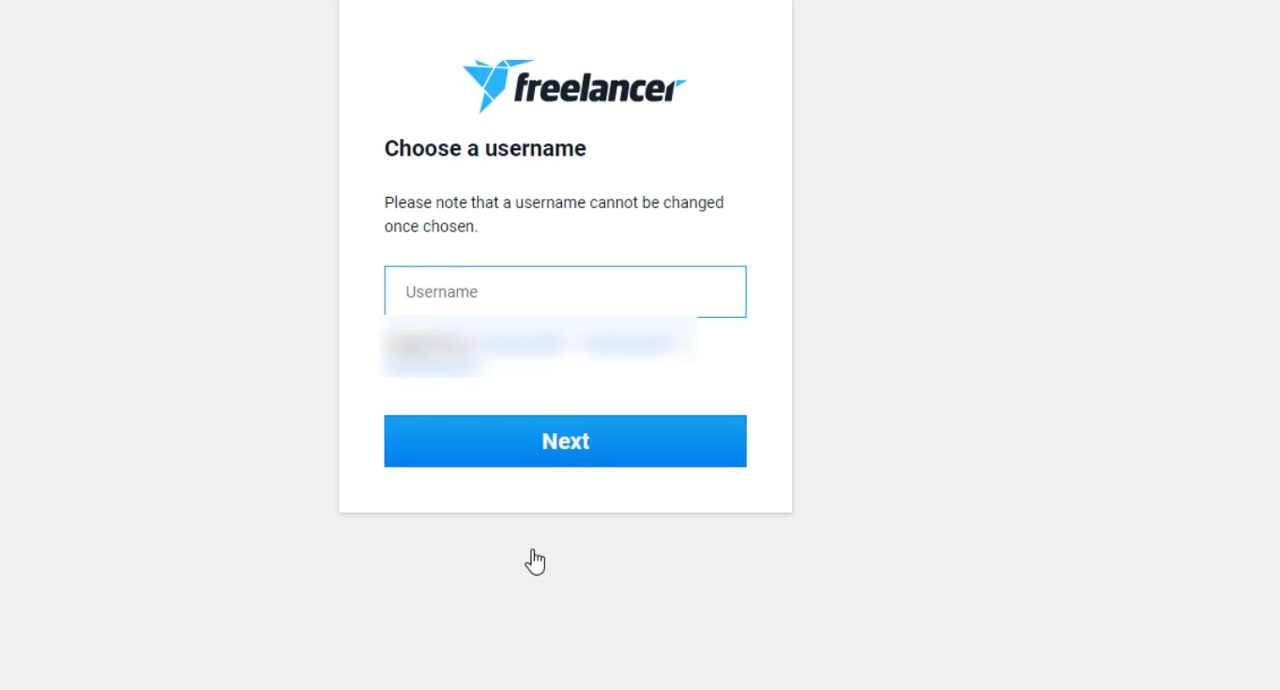 freelancer
Choose a username
Please note that a username cannot be changed
once chosen.
Username
Next